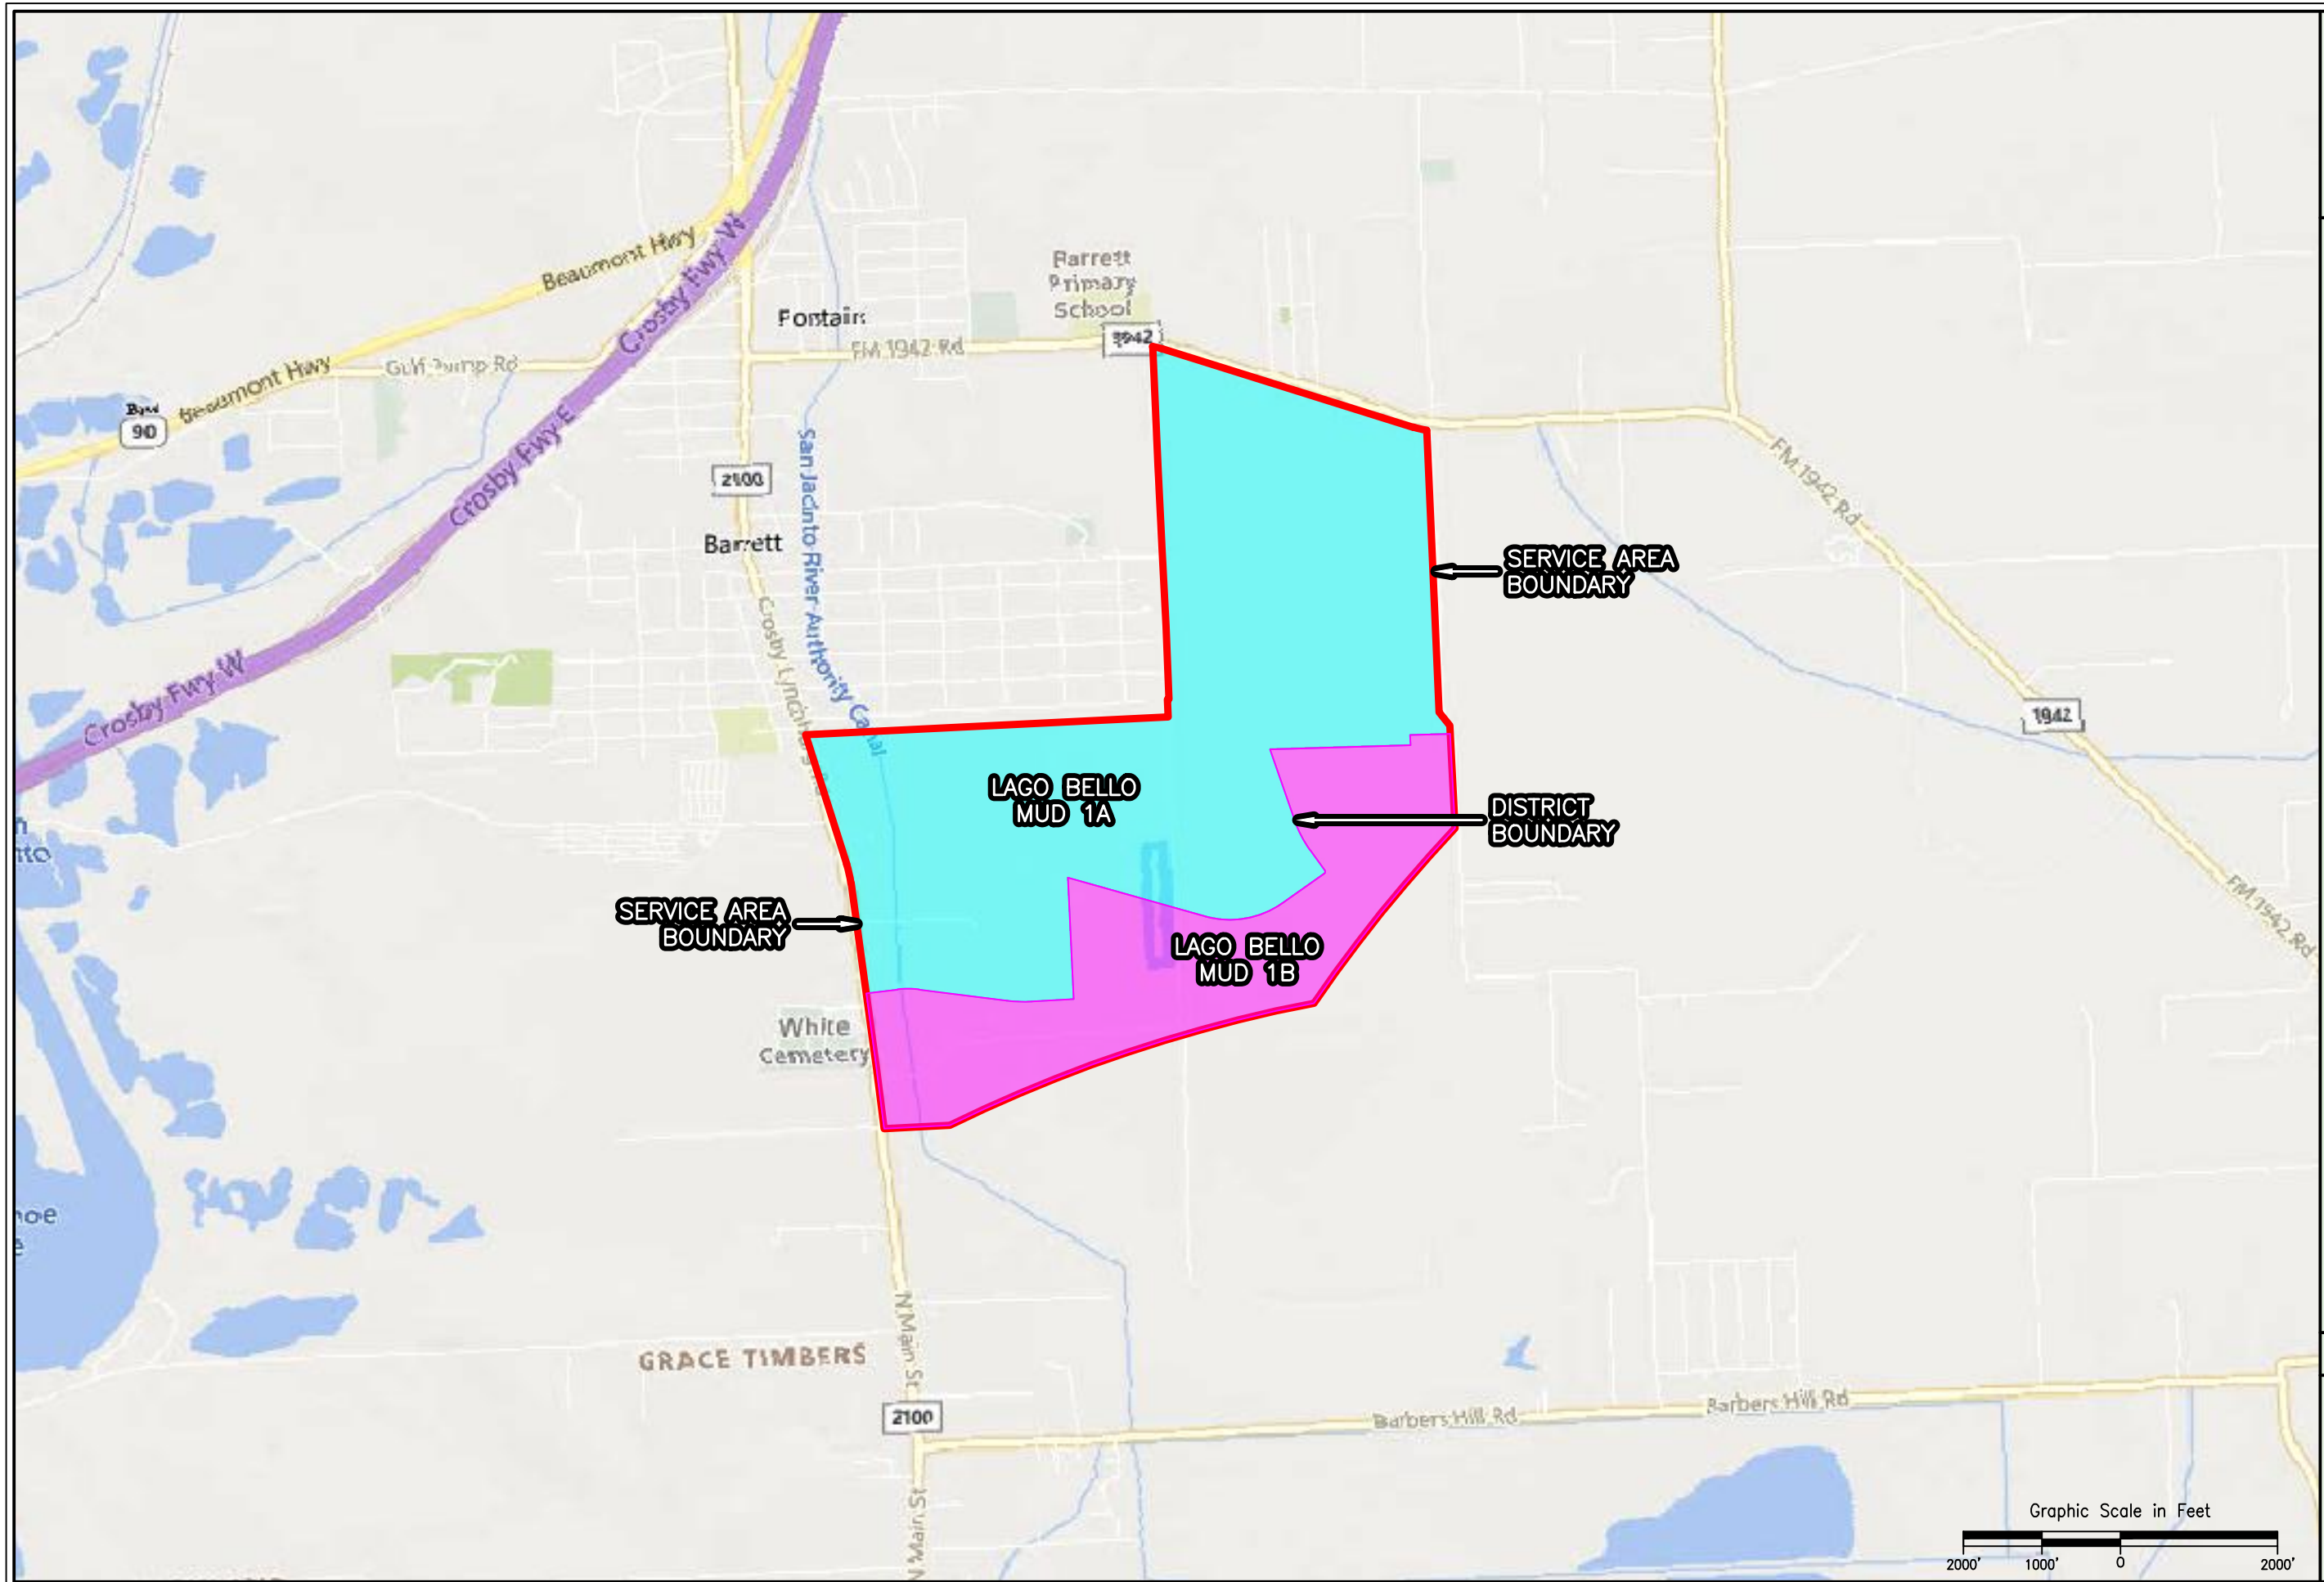 Beaumont Hwy
Crosby Fwy W
Barrett
Primary
School
Fontain
FM 1942 Rd
1942
Beaumont Hwy
Gulf Pump Rd
90
Crosby Fwy E
2100
San Jacinto River Authority Canal
FM 1942 Rd
Barrett
SERVICE AREA
BOUNDARY
Crosby Fwy W
1942
LAGO BELLO
MUD 1A
DISTRICT
BOUNDARY
SERVICE AREA
BOUNDARY
LAGO BELLO
MUD 1B
FM 1942 Rd
White
Cemetery
N Main St
GRACE TIMBERS
2100
Barbers Hill Rd
Barbers Hill Rd
N Main St
Graphic Scale in Feet
2000' 1000' 0 2000'